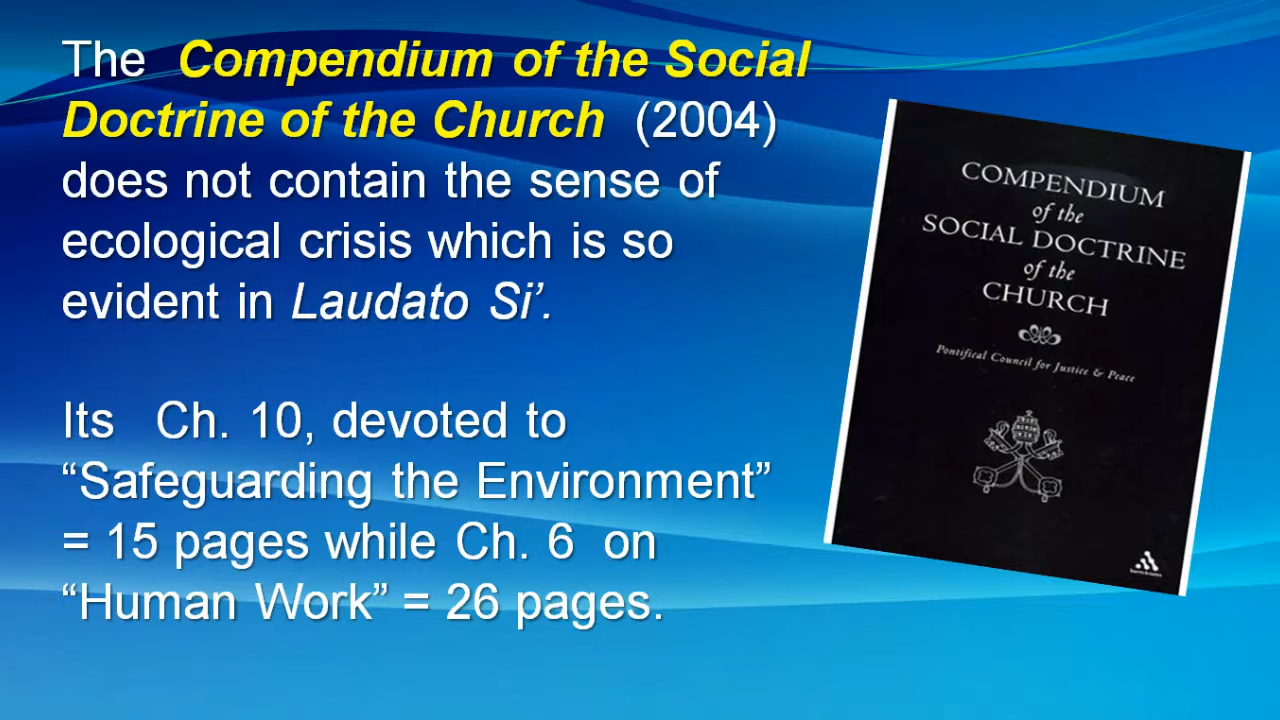 The Compendium of the Social
Doctrine of the Church (2004)
does not contain the sense of
ecological crisis which is so
evident in Laudato Si’.
Its Ch. 10, devoted to
“Safeguarding the Environment”
= 15 pages while Ch. 6 on
“Human Work” = 26 pages.
COMPENDIUM
of the
SOCIAL DOCTRINE
of the
CHURCH
Pontifical Council for Justice & Peace